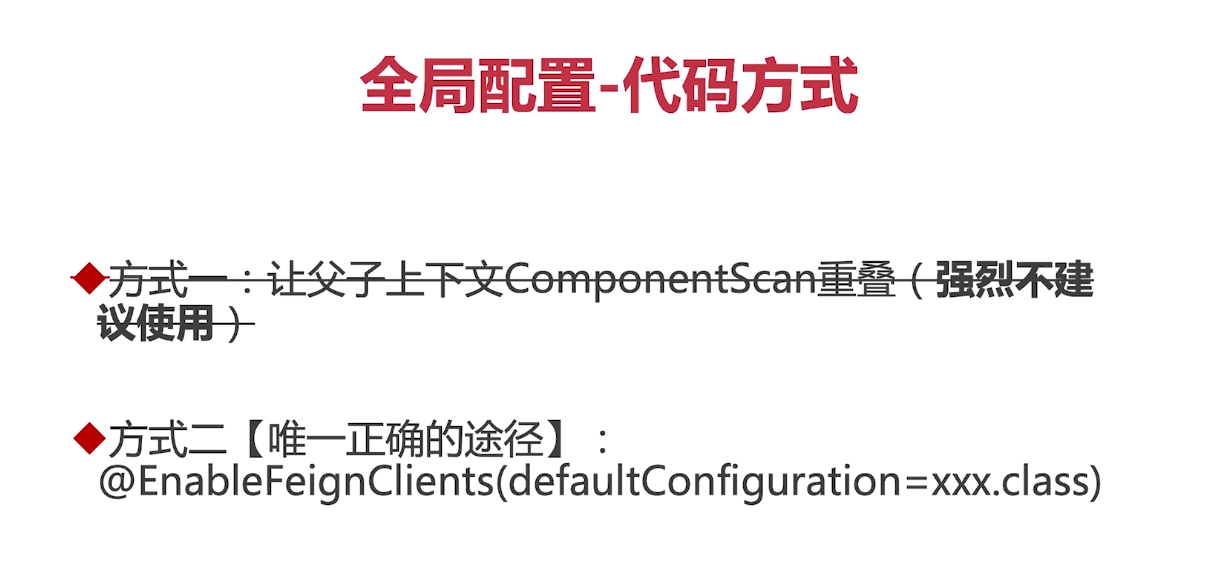 全局配置-代码方式
方式一：让父子上下文ComponentScan重叠（强烈不建
议使用）
方式二【唯一正确的途径】：
@EnableFeignClients(defaultConfiguration=xxx.class)